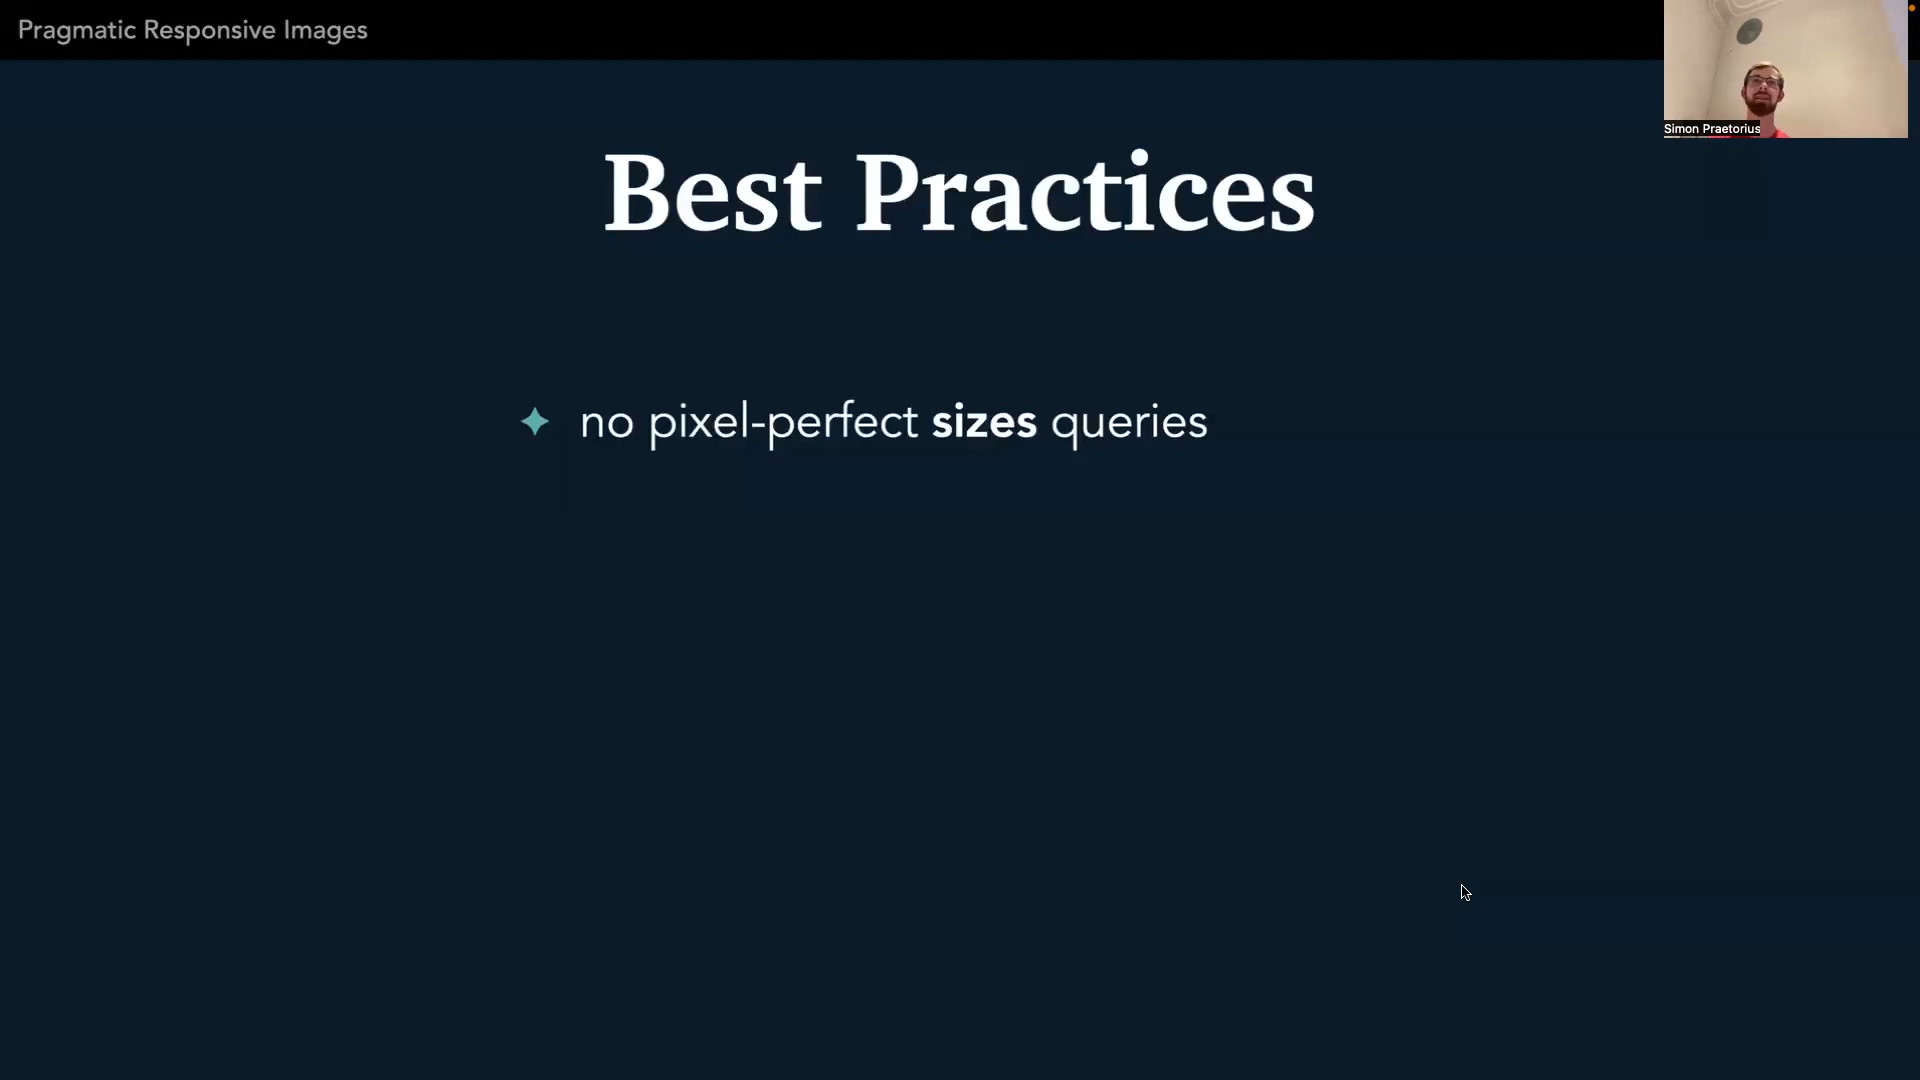 Pragmatic Responsive Images
Simon Praetorius
Best Practices
no pixel-perfect sizes queries